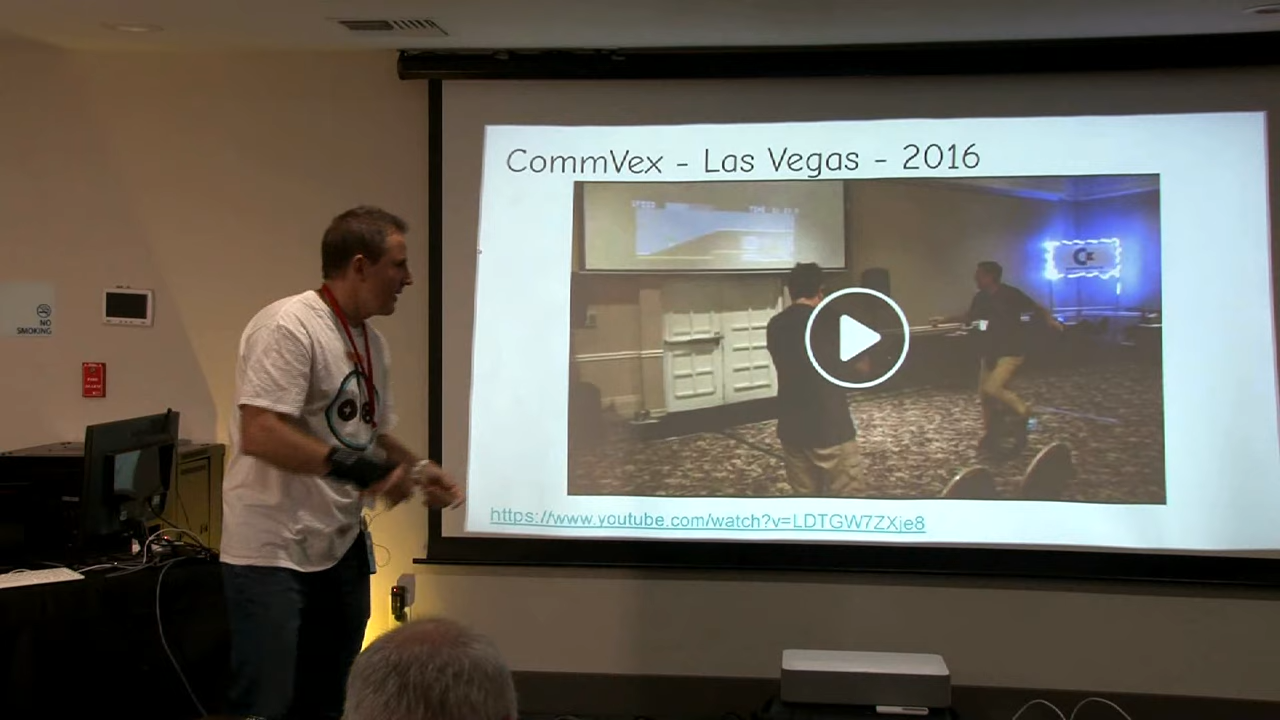 CommVex - Las Vegas - 2016
NO
SMOKING
https://www.youtube.com/watch?v=LDTGW7ZXje8